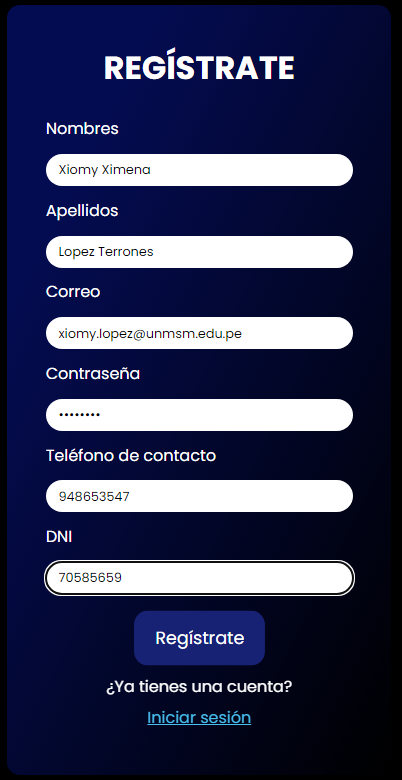 REGÍSTRATE
Nombres
Xiomy Ximena
Apellidos
Lopez Terrones
Correo
xiomy.lopez@unmsm.edu.pe
Contraseña
••••••••
Teléfono de contacto
948653547
DNI
70585659
Regístrate
¿Ya tienes una cuenta?
Iniciar sesión